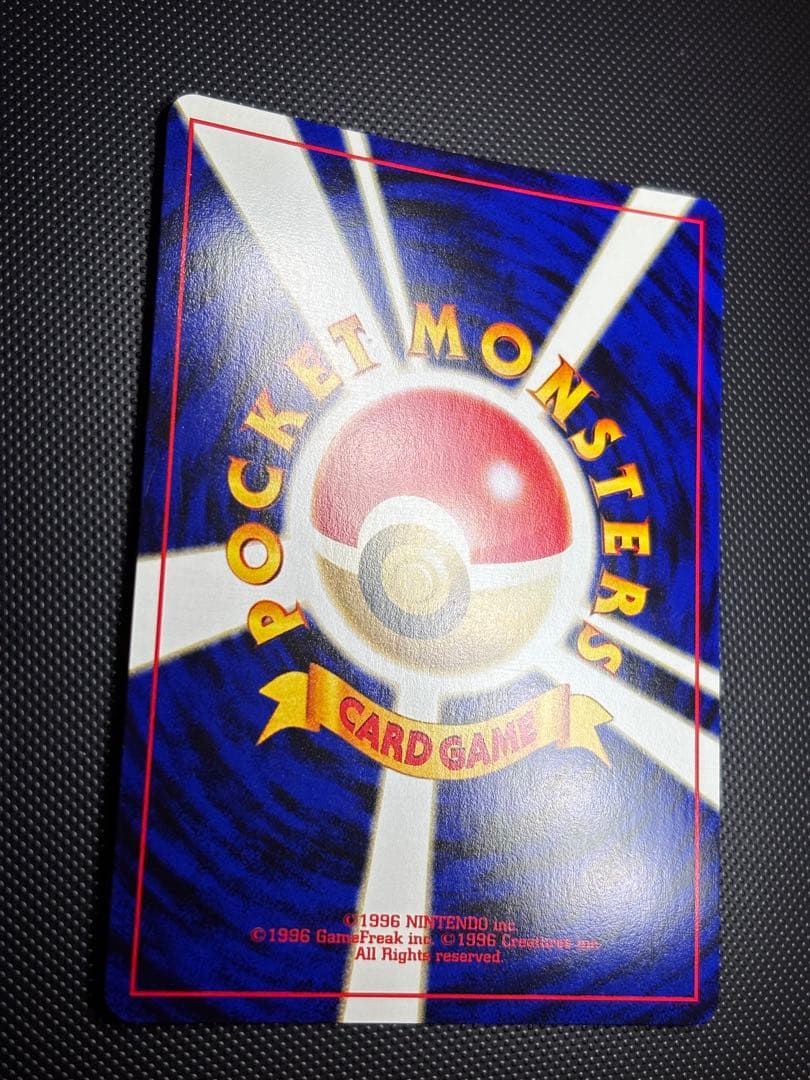 POCKET MONSTERS
CARD GAME
©1996 NINTENDO inc.
©1996 GameFreak inc. ©1996 Creatures inc.
All Rights reserved.